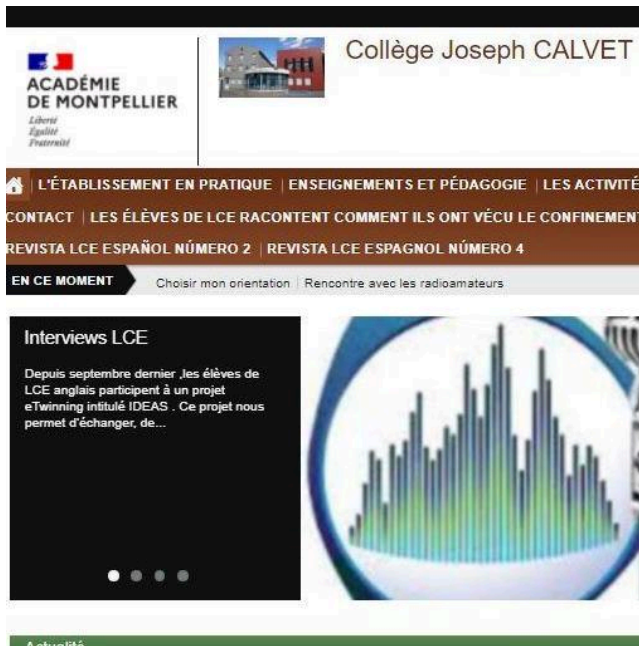 Collège Joseph CALVET
ACADÉMIE
DE MONTPELLIER
Liberté
Égalité
Fraternité
L'ÉTABLISSEMENT EN PRATIQUE | ENSEIGNEMENTS ET PÉDAGOGIE | LES ACTIVITÉ
CONTACT | LES ÉLÈVES DE LCE RACONTENT COMMENT ILS ONT VÉCU LE CONFINEMENT
REVISTA LCE ESPAÑOL NÚMERO 2 | REVISTA LCE ESPAGNOL NÚMERO 4
EN CE MOMENT
Choisir mon orientation | Rencontre avec les radioamateurs
Interviews LCE
Depuis septembre dernier ,les élèves de
LCE anglais participent à un projet
eTwinning intitulé IDEAS . Ce projet nous
permet d'échanger, de...
Actualité